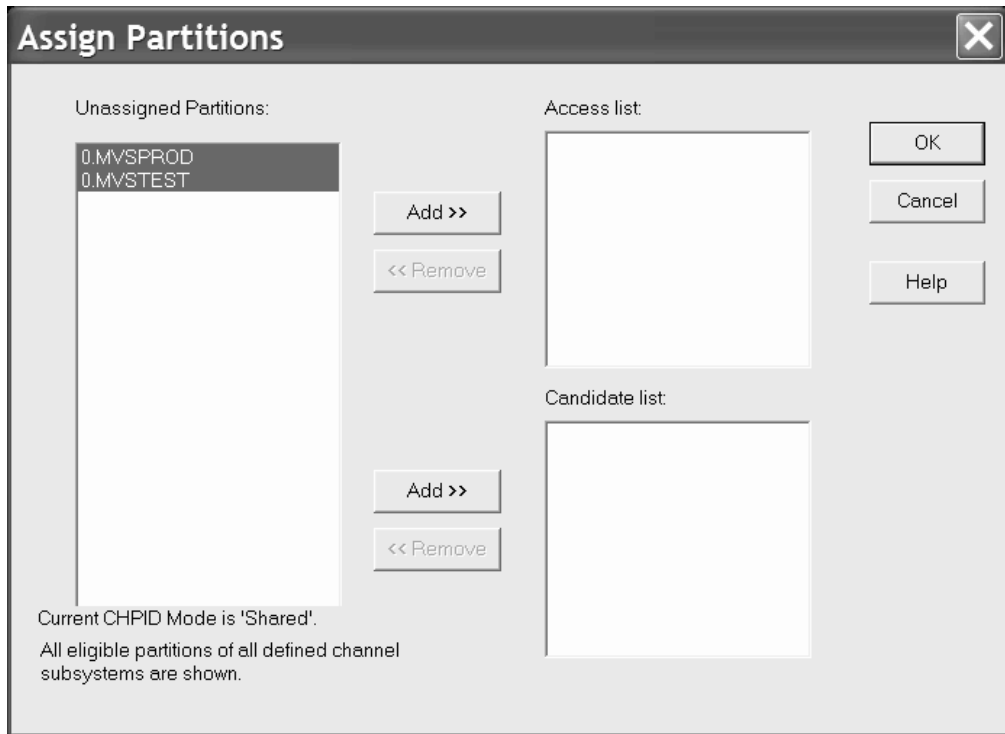 Assign Partitions
Unassigned Partitions:
0.MVSPROD
0.MVSTEST
Add >>
<< Remove
Add >>
<< Remove
Access list:
Candidate list:
OK
Cancel
Help
Current CHPID Mode is 'Shared'.
All eligible partitions of all defined channel
subsystems are shown.